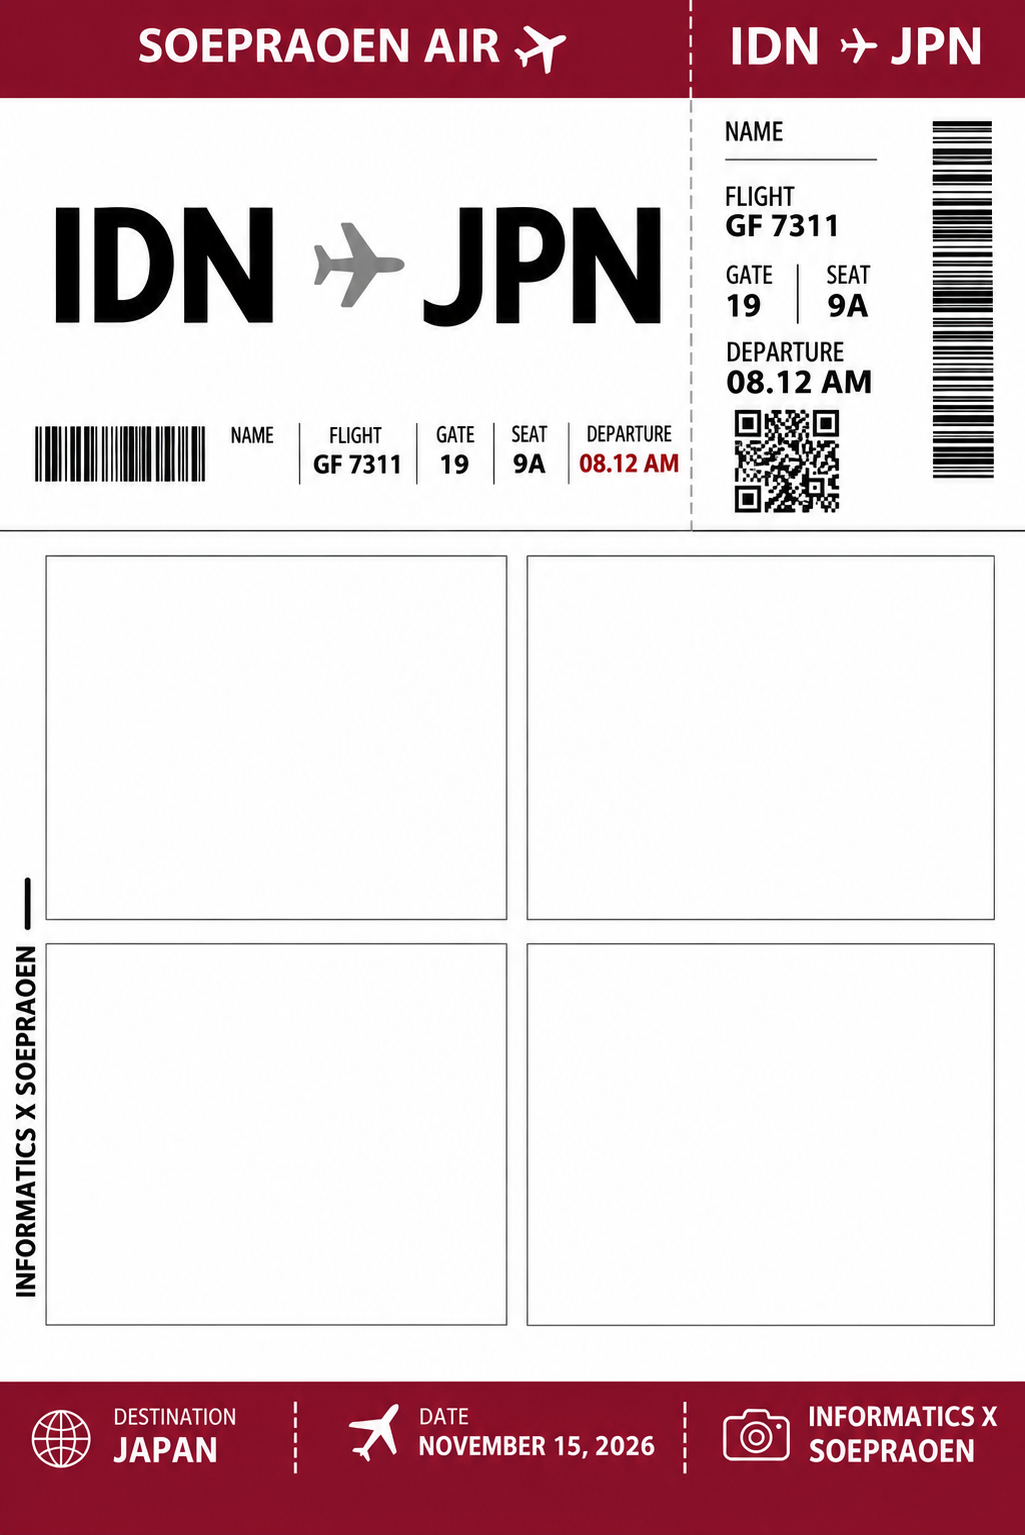 SOEPRAOEN AIR
IDN JPN
IDN JPN
NAME
FLIGHT
GF 7311
GATE
19
SEAT
9A
DEPARTURE
08.12 AM
NAME
FLIGHT
GF 7311
GATE
19
SEAT
9A
DEPARTURE
08.12 AM
INFORMATICS X SOEPRAOEN
DESTINATION
JAPAN
DATE
NOVEMBER 15, 2026
INFORMATICS X
SOEPRAOEN